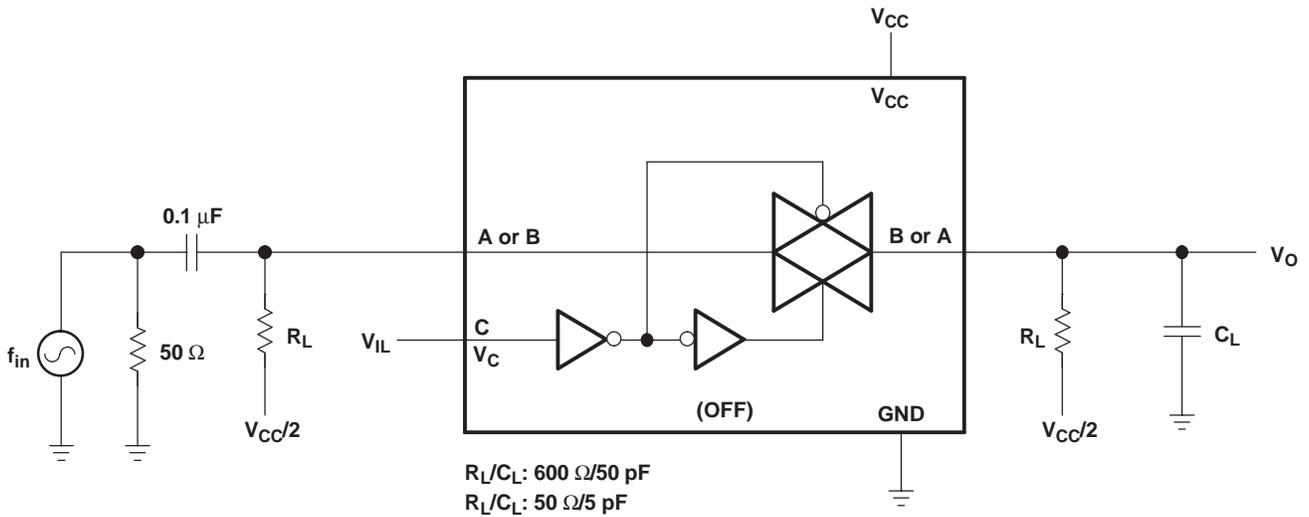 VCC
VCC
0.1 μF
A or B
B or A
VO
fin
50 Ω
RL
VCC/2
VIL
C
VC
(OFF)
GND
RL
VCC/2
CL
RL/CL: 600 Ω/50 pF
RL/CL: 50 Ω/5 pF